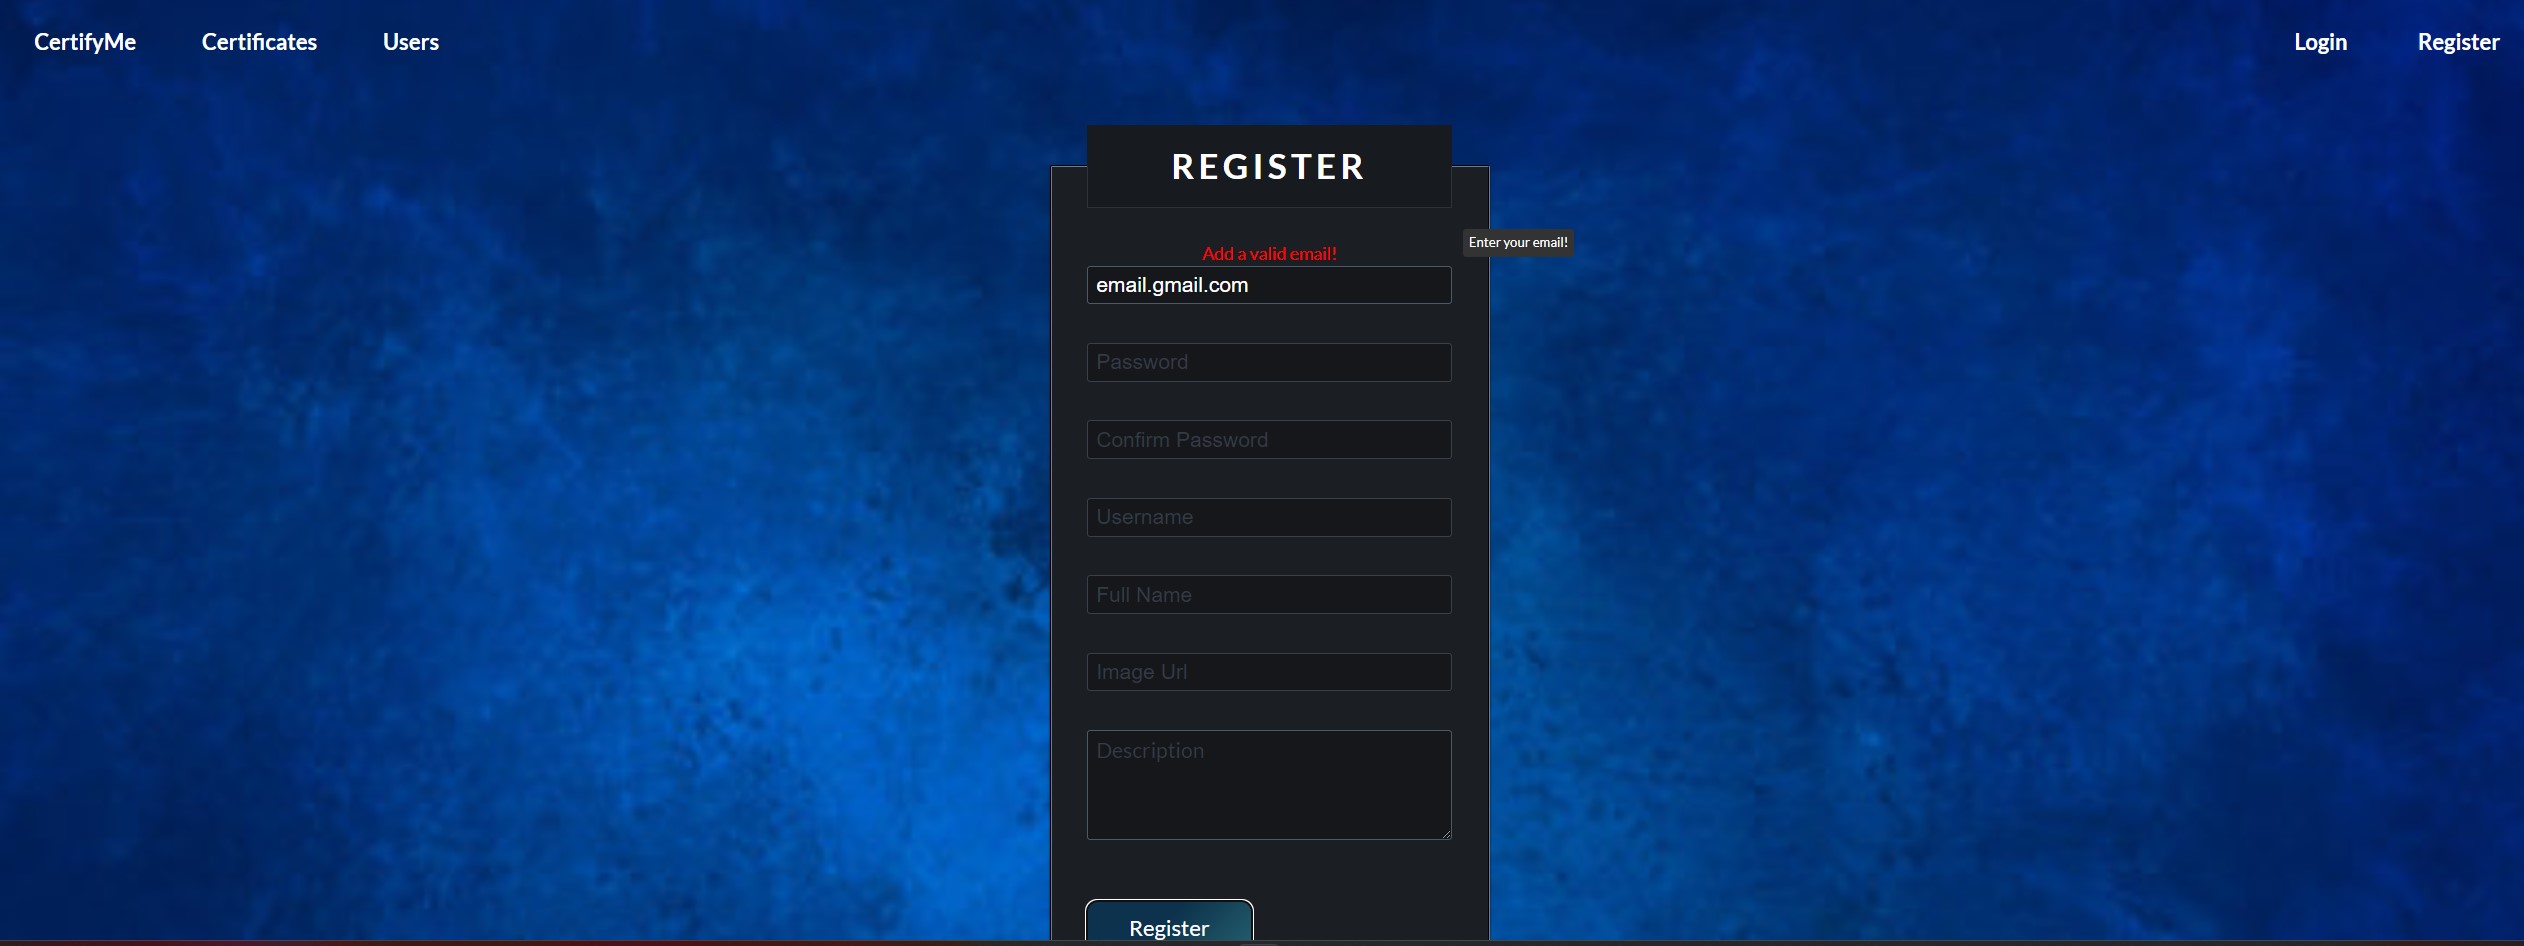 CertifyMe Certificates Users Login Register
REGISTER
Enter your email!
Add a valid email!
email.gmail.com
Password
Confirm Password
Username
Full Name
Image Url
Description
Register